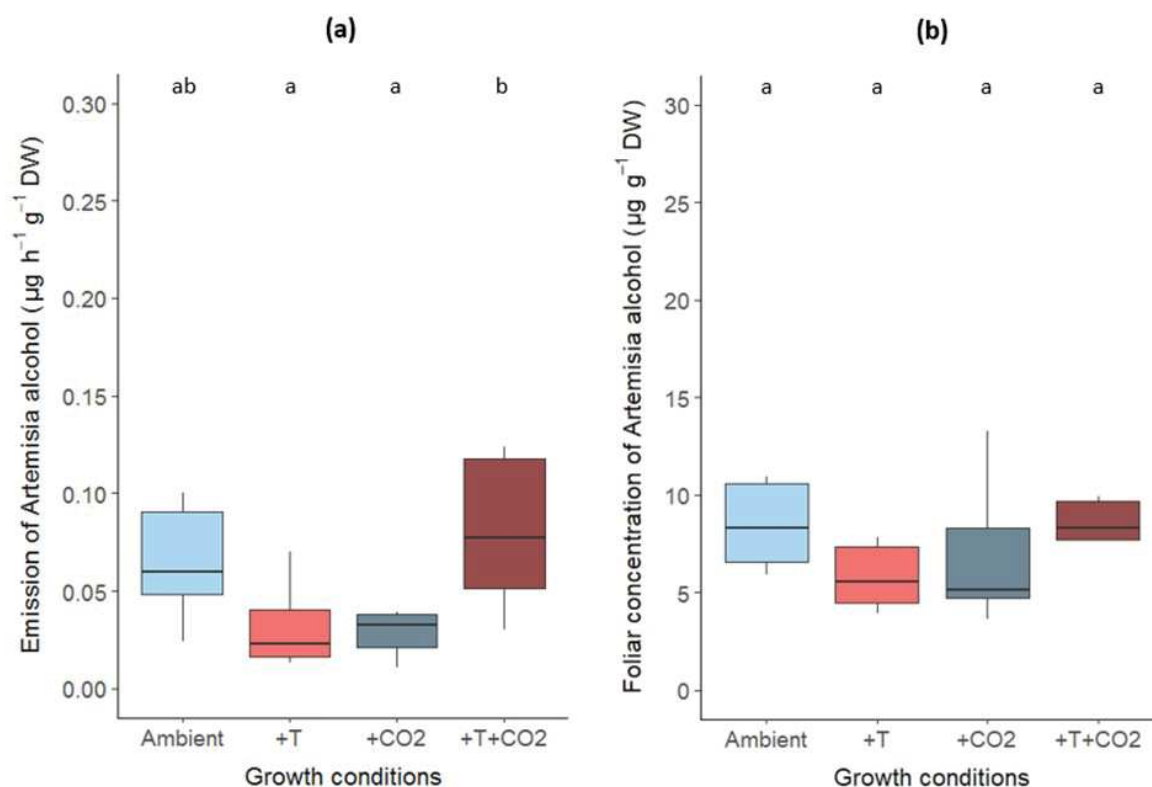 (a)
ab a a b
Emission of Artemisia alcohol (µg h⁻¹ g⁻¹ DW)
0.30
0.25
0.20
0.15
0.10
0.05
0.00
Ambient +T +CO2 +T+CO2
Growth conditions
(b)
a a a a
Foliar concentration of Artemisia alcohol (µg g⁻¹ DW)
30
25
20
15
10
5
0
Ambient +T +CO2 +T+CO2
Growth conditions